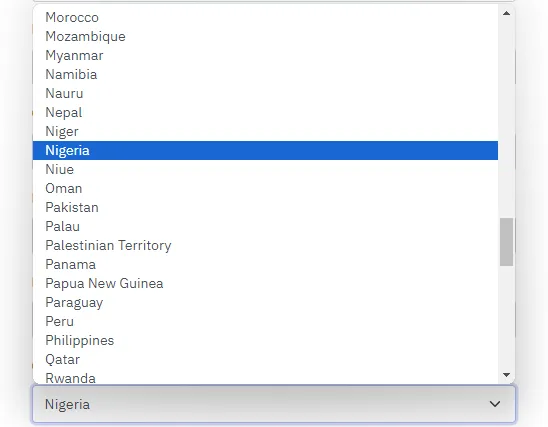 Morocco
Mozambique
Myanmar
Namibia
Nauru
Nepal
Niger
Nigeria
Niue
Oman
Pakistan
Palau
Palestinian Territory
Panama
Papua New Guinea
Paraguay
Peru
Philippines
Qatar
Rwanda
Nigeria